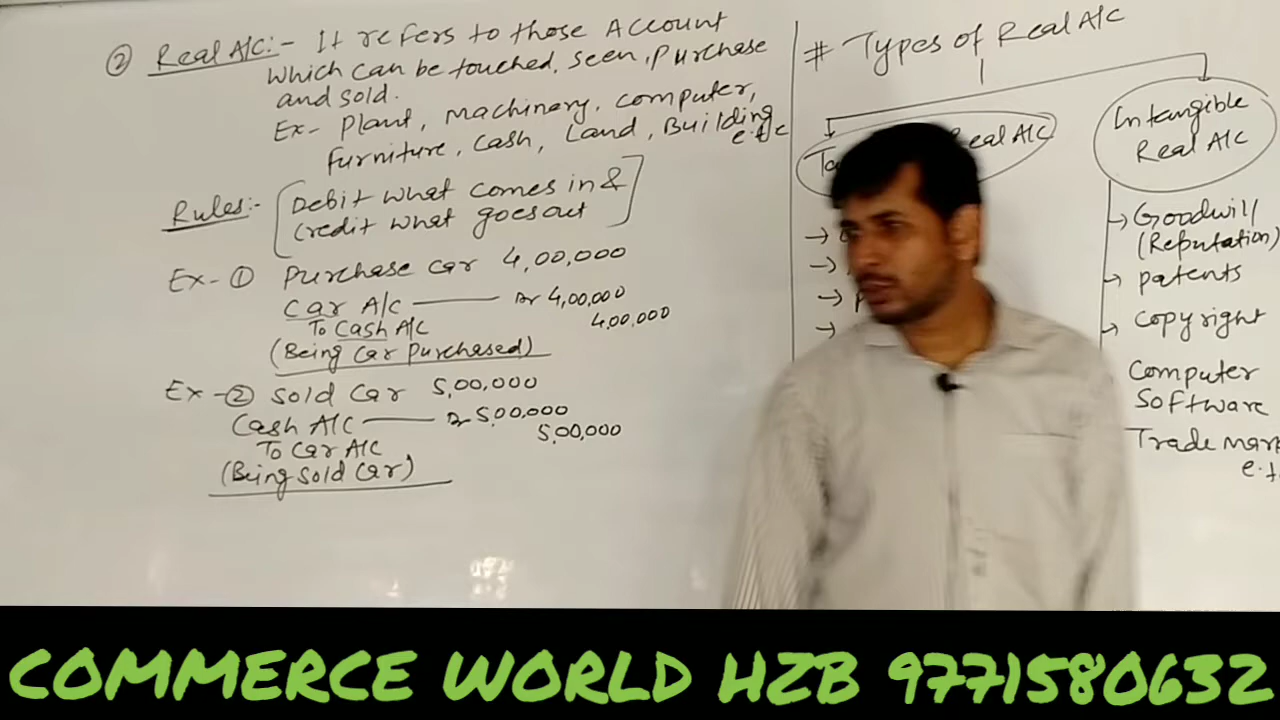 ② Real A/C:- It refers to those Account
which can be touched, seen, purchase
and sold.
Ex- Plant, machinery, computer,
furniture, cash, Land, Building
e.t.c
Rules:- [Debit what comes in &
Credit what goes out]
Ex-① Purchase car 4,00,000
Car A/C —— Dr 4,00,000
To Cash A/C 4,00,000
(Being Car purchased)
Ex-② Sold Car 5,00,000
Cash A/C —— Dr 5,00,000
To Car A/C 5,00,000
(Being Sold Car)
# Types of Real A/C
Real A/C
Intangible
Real A/C
→ Goodwill
(Reputation)
→ patents
→ Copyright
Computer
Software
Trade mark
COMMERCE WORLD HZB 9771580632